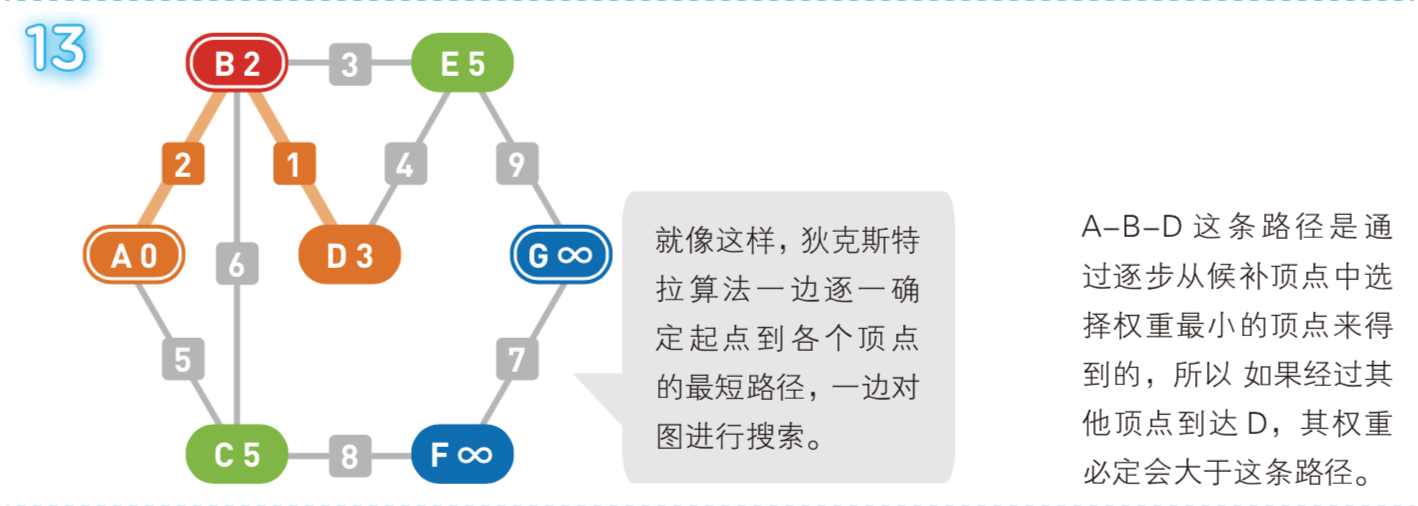 13
B 2
3
E 5
2
1
4
9
A 0
6
D 3
G ∞
5
7
C 5
8
F ∞
就像这样，狄克斯特
拉算法一边逐一确
定起点到各个顶点
的最短路径，一边对
图进行搜索。
A–B–D 这条路径是通
过逐步从候补顶点中选
择权重最小的顶点来得
到的，所以 如果经过其
他顶点到达 D，其权重
必定会大于这条路径。